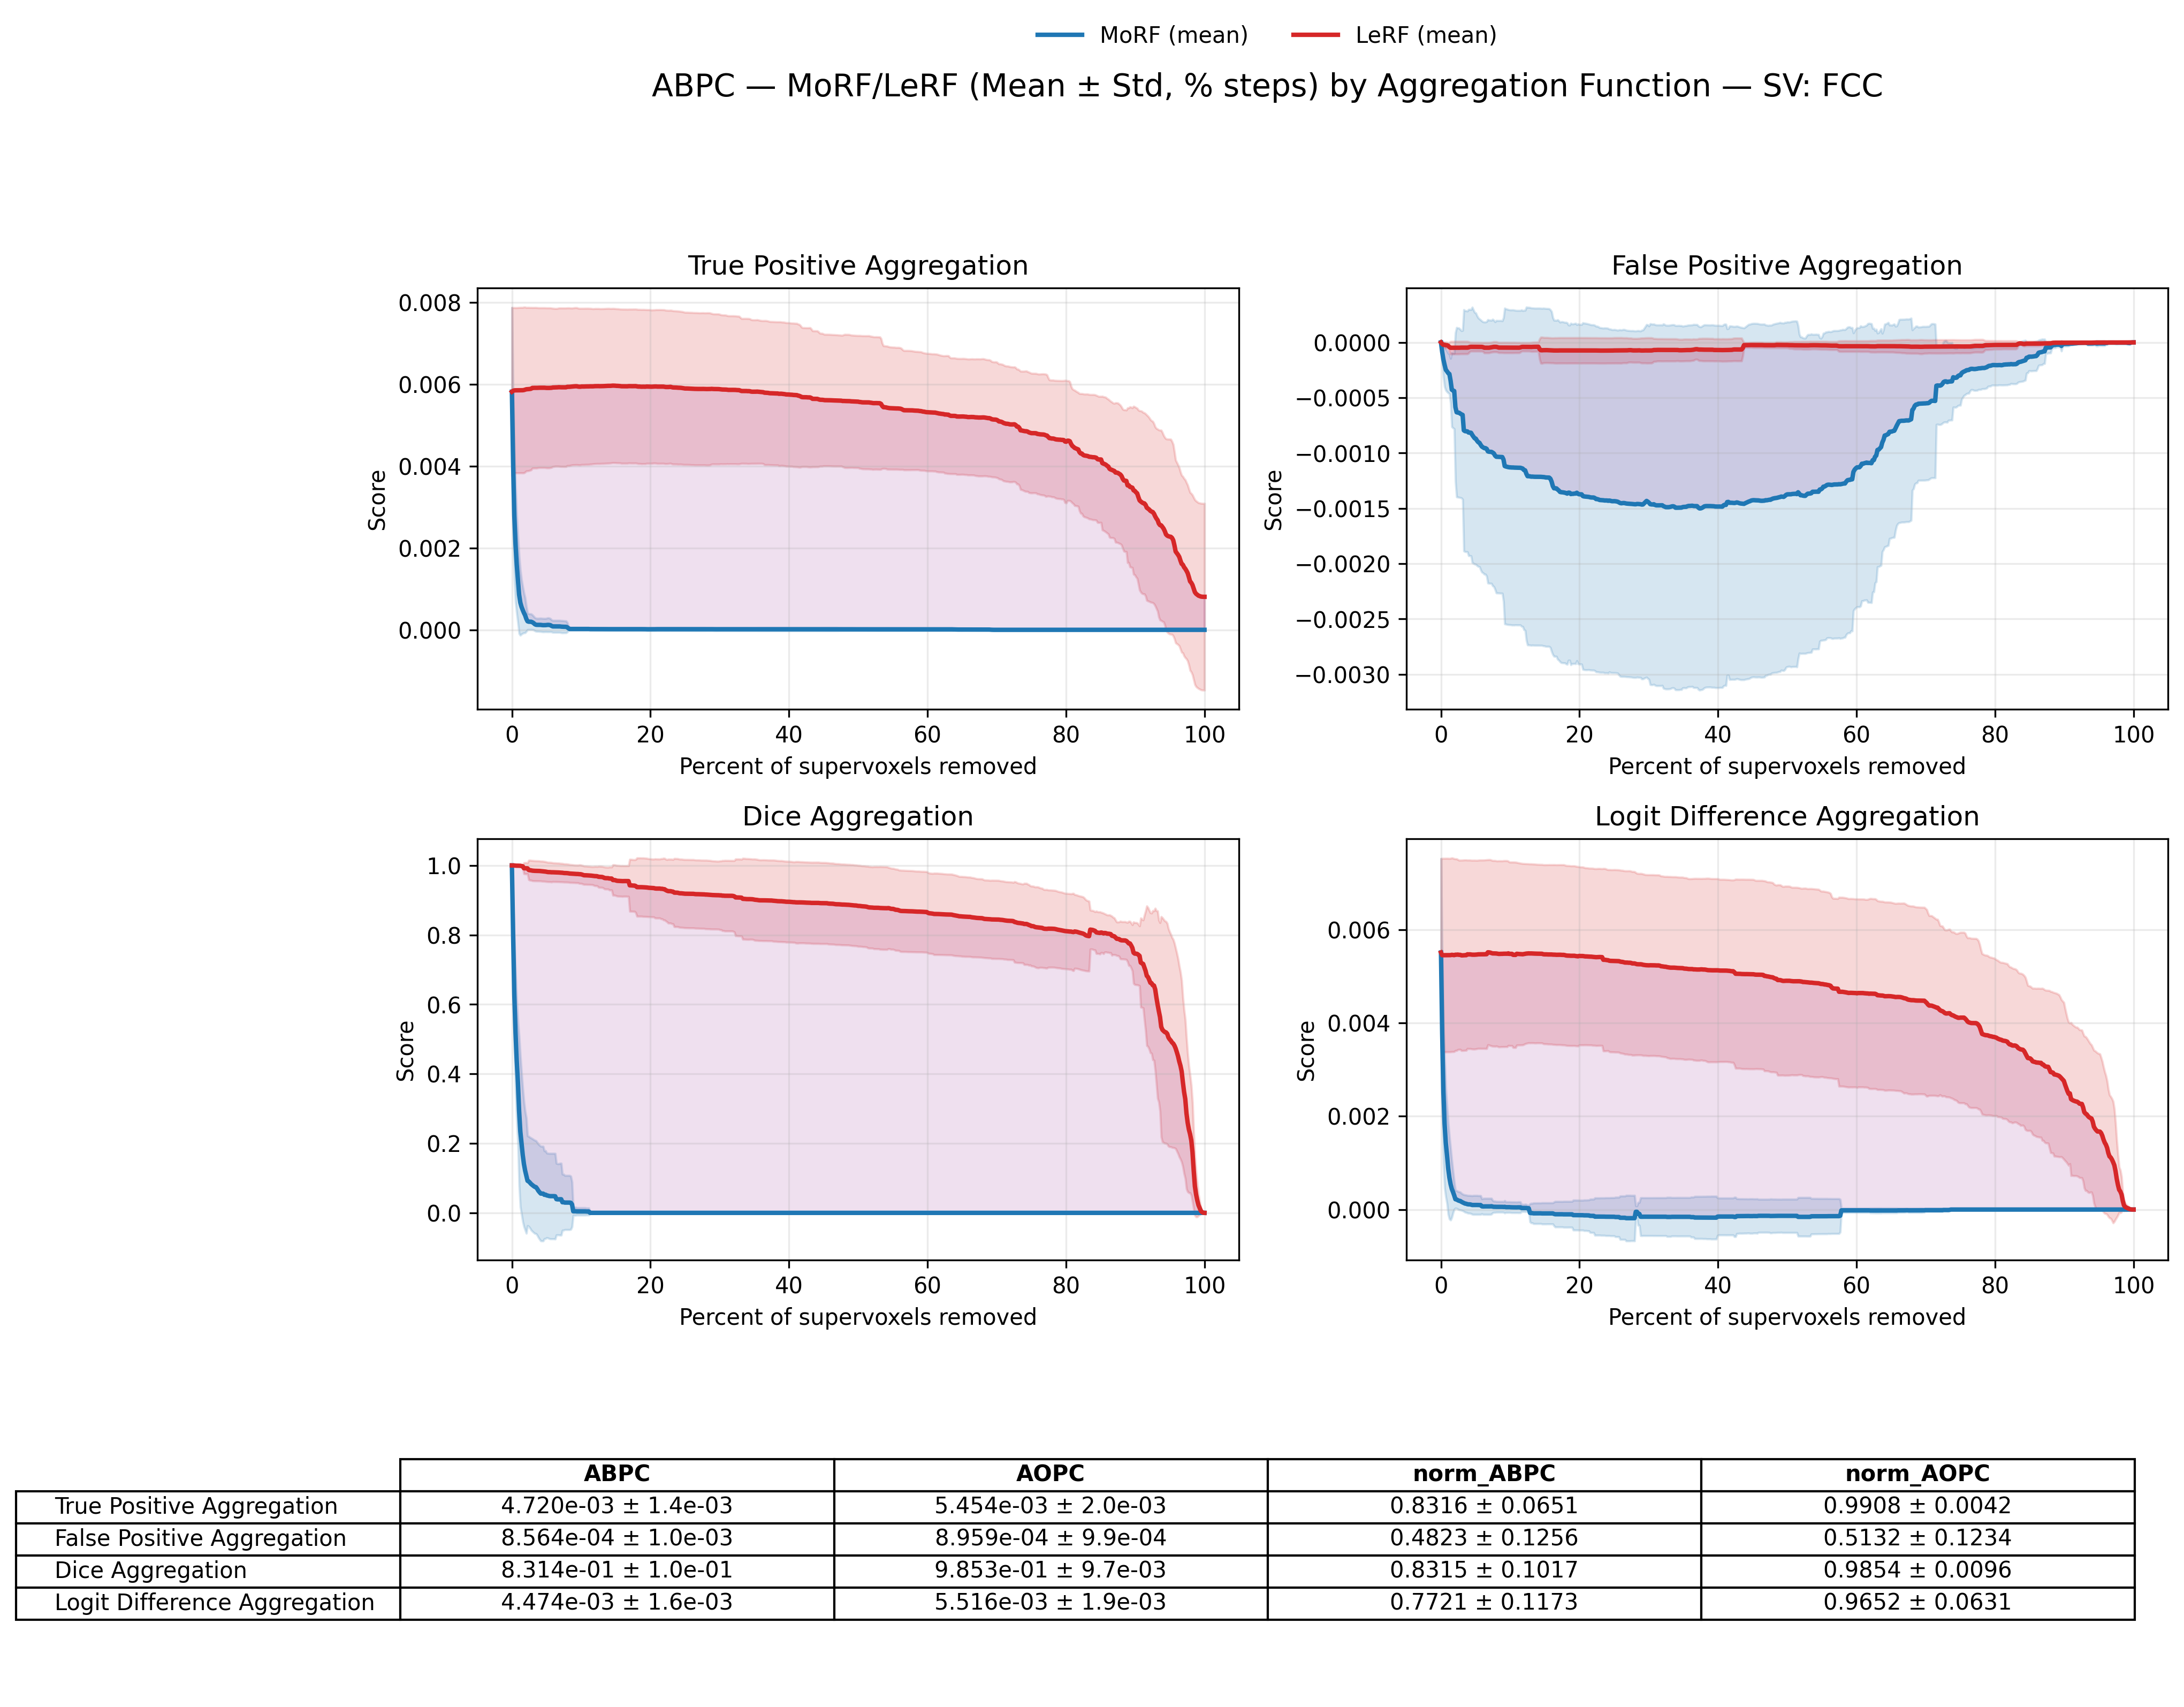 MoRF (mean) LeRF (mean)
ABPC — MoRF/LeRF (Mean ± Std, % steps) by Aggregation Function — SV: FCC
True Positive Aggregation
0.008
0.006
0.004
0.002
0.000
Score
0 20 40 60 80 100
Percent of supervoxels removed
False Positive Aggregation
0.0000
−0.0005
−0.0010
−0.0015
−0.0020
−0.0025
−0.0030
Score
0 20 40 60 80 100
Percent of supervoxels removed
Dice Aggregation
1.0
0.8
0.6
0.4
0.2
0.0
Score
0 20 40 60 80 100
Percent of supervoxels removed
Logit Difference Aggregation
0.006
0.004
0.002
0.000
Score
0 20 40 60 80 100
Percent of supervoxels removed
ABPC AOPC norm_ABPC norm_AOPC
True Positive Aggregation 4.720e-03 ± 1.4e-03 5.454e-03 ± 2.0e-03 0.8316 ± 0.0651 0.9908 ± 0.0042
False Positive Aggregation 8.564e-04 ± 1.0e-03 8.959e-04 ± 9.9e-04 0.4823 ± 0.1256 0.5132 ± 0.1234
Dice Aggregation 8.314e-01 ± 1.0e-01 9.853e-01 ± 9.7e-03 0.8315 ± 0.1017 0.9854 ± 0.0096
Logit Difference Aggregation 4.474e-03 ± 1.6e-03 5.516e-03 ± 1.9e-03 0.7721 ± 0.1173 0.9652 ± 0.0631